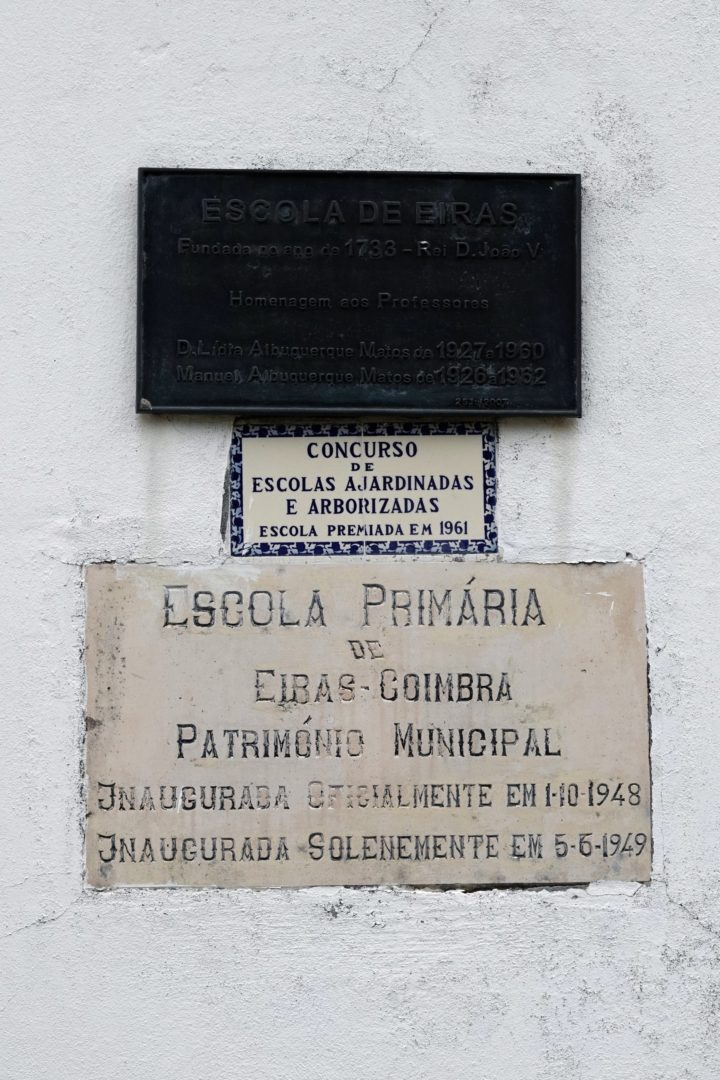 ESCOLA DE EIRAS
Fundada no ano de 1733 - Rei D. João V
Homenagem aos Professores
D. Lídia Albuquerque Matos de 1927 a 1960
Manuel Albuquerque Matos de 1926 a 1962
CONCURSO
DE
ESCOLAS AJARDINADAS
E ARBORIZADAS
ESCOLA PREMIADA EM 1961
ESCOLA PRIMÁRIA
DE
EIRAS-COIMBRA
PATRIMÓNIO MUNICIPAL
INAUGURADA OFICIALMENTE EM 1-10-1948
INAUGURADA SOLENEMENTE EM 5-6-1949